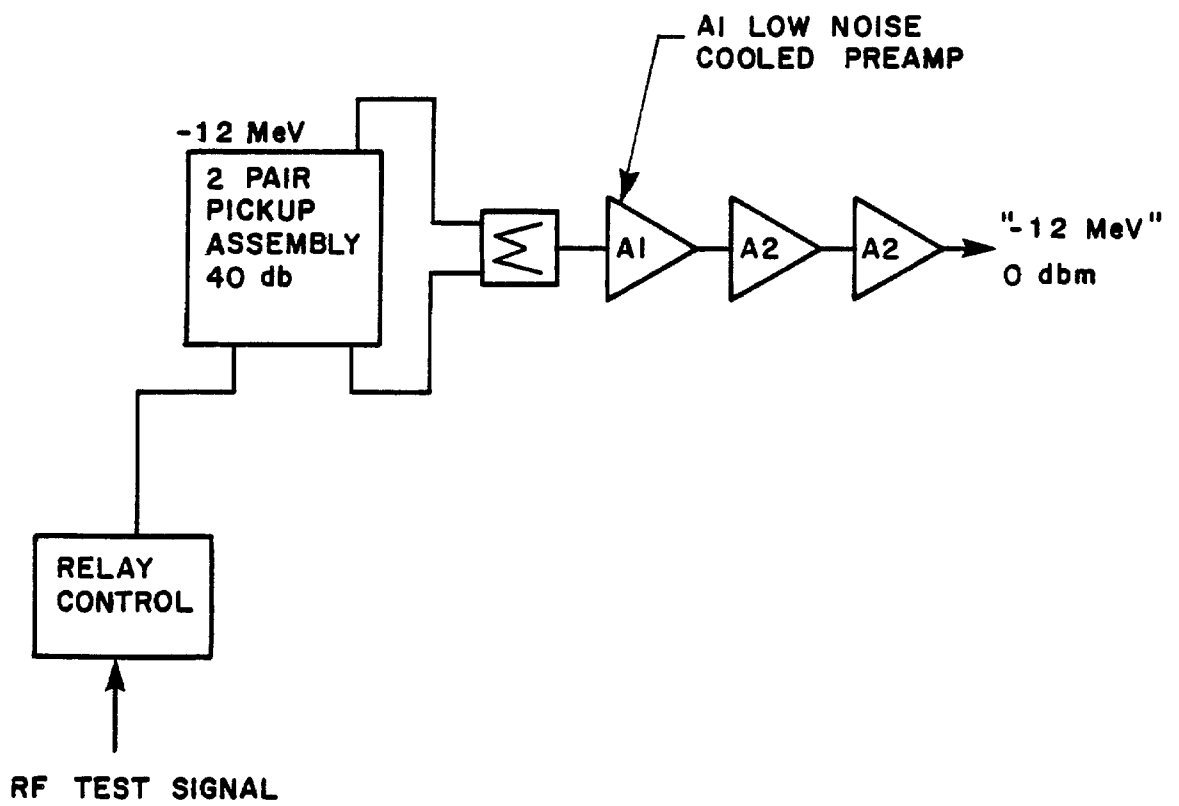 A1 LOW NOISE
COOLED PREAMP
-12 MeV
2 PAIR
PICKUP
ASSEMBLY
40 db
Σ
A1
A2
A2
"-12 MeV"
0 dbm
RELAY
CONTROL
RF TEST SIGNAL